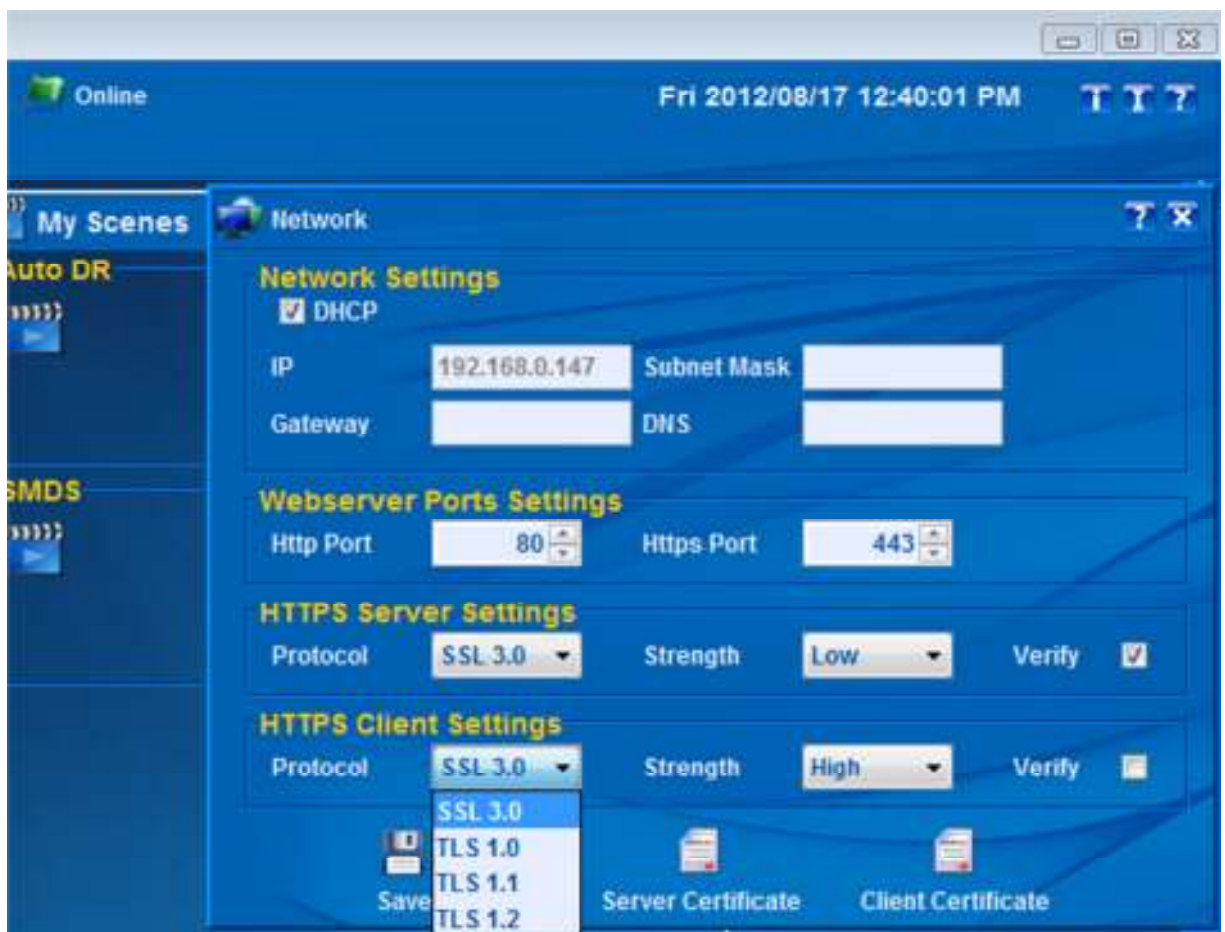 Online
Fri 2012/08/17 12:40:01 PM
?
My Scenes
Network
?
Auto DR
Network Settings
DHCP
IP 192.168.0.147 Subnet Mask
Gateway DNS
SMDS
Webserver Ports Settings
Http Port 80 Https Port 443
HTTPS Server Settings
Protocol SSL 3.0 Strength Low Verify
HTTPS Client Settings
Protocol SSL 3.0 Strength High Verify
SSL 3.0
TLS 1.0
TLS 1.1
TLS 1.2
Save Server Certificate Client Certificate